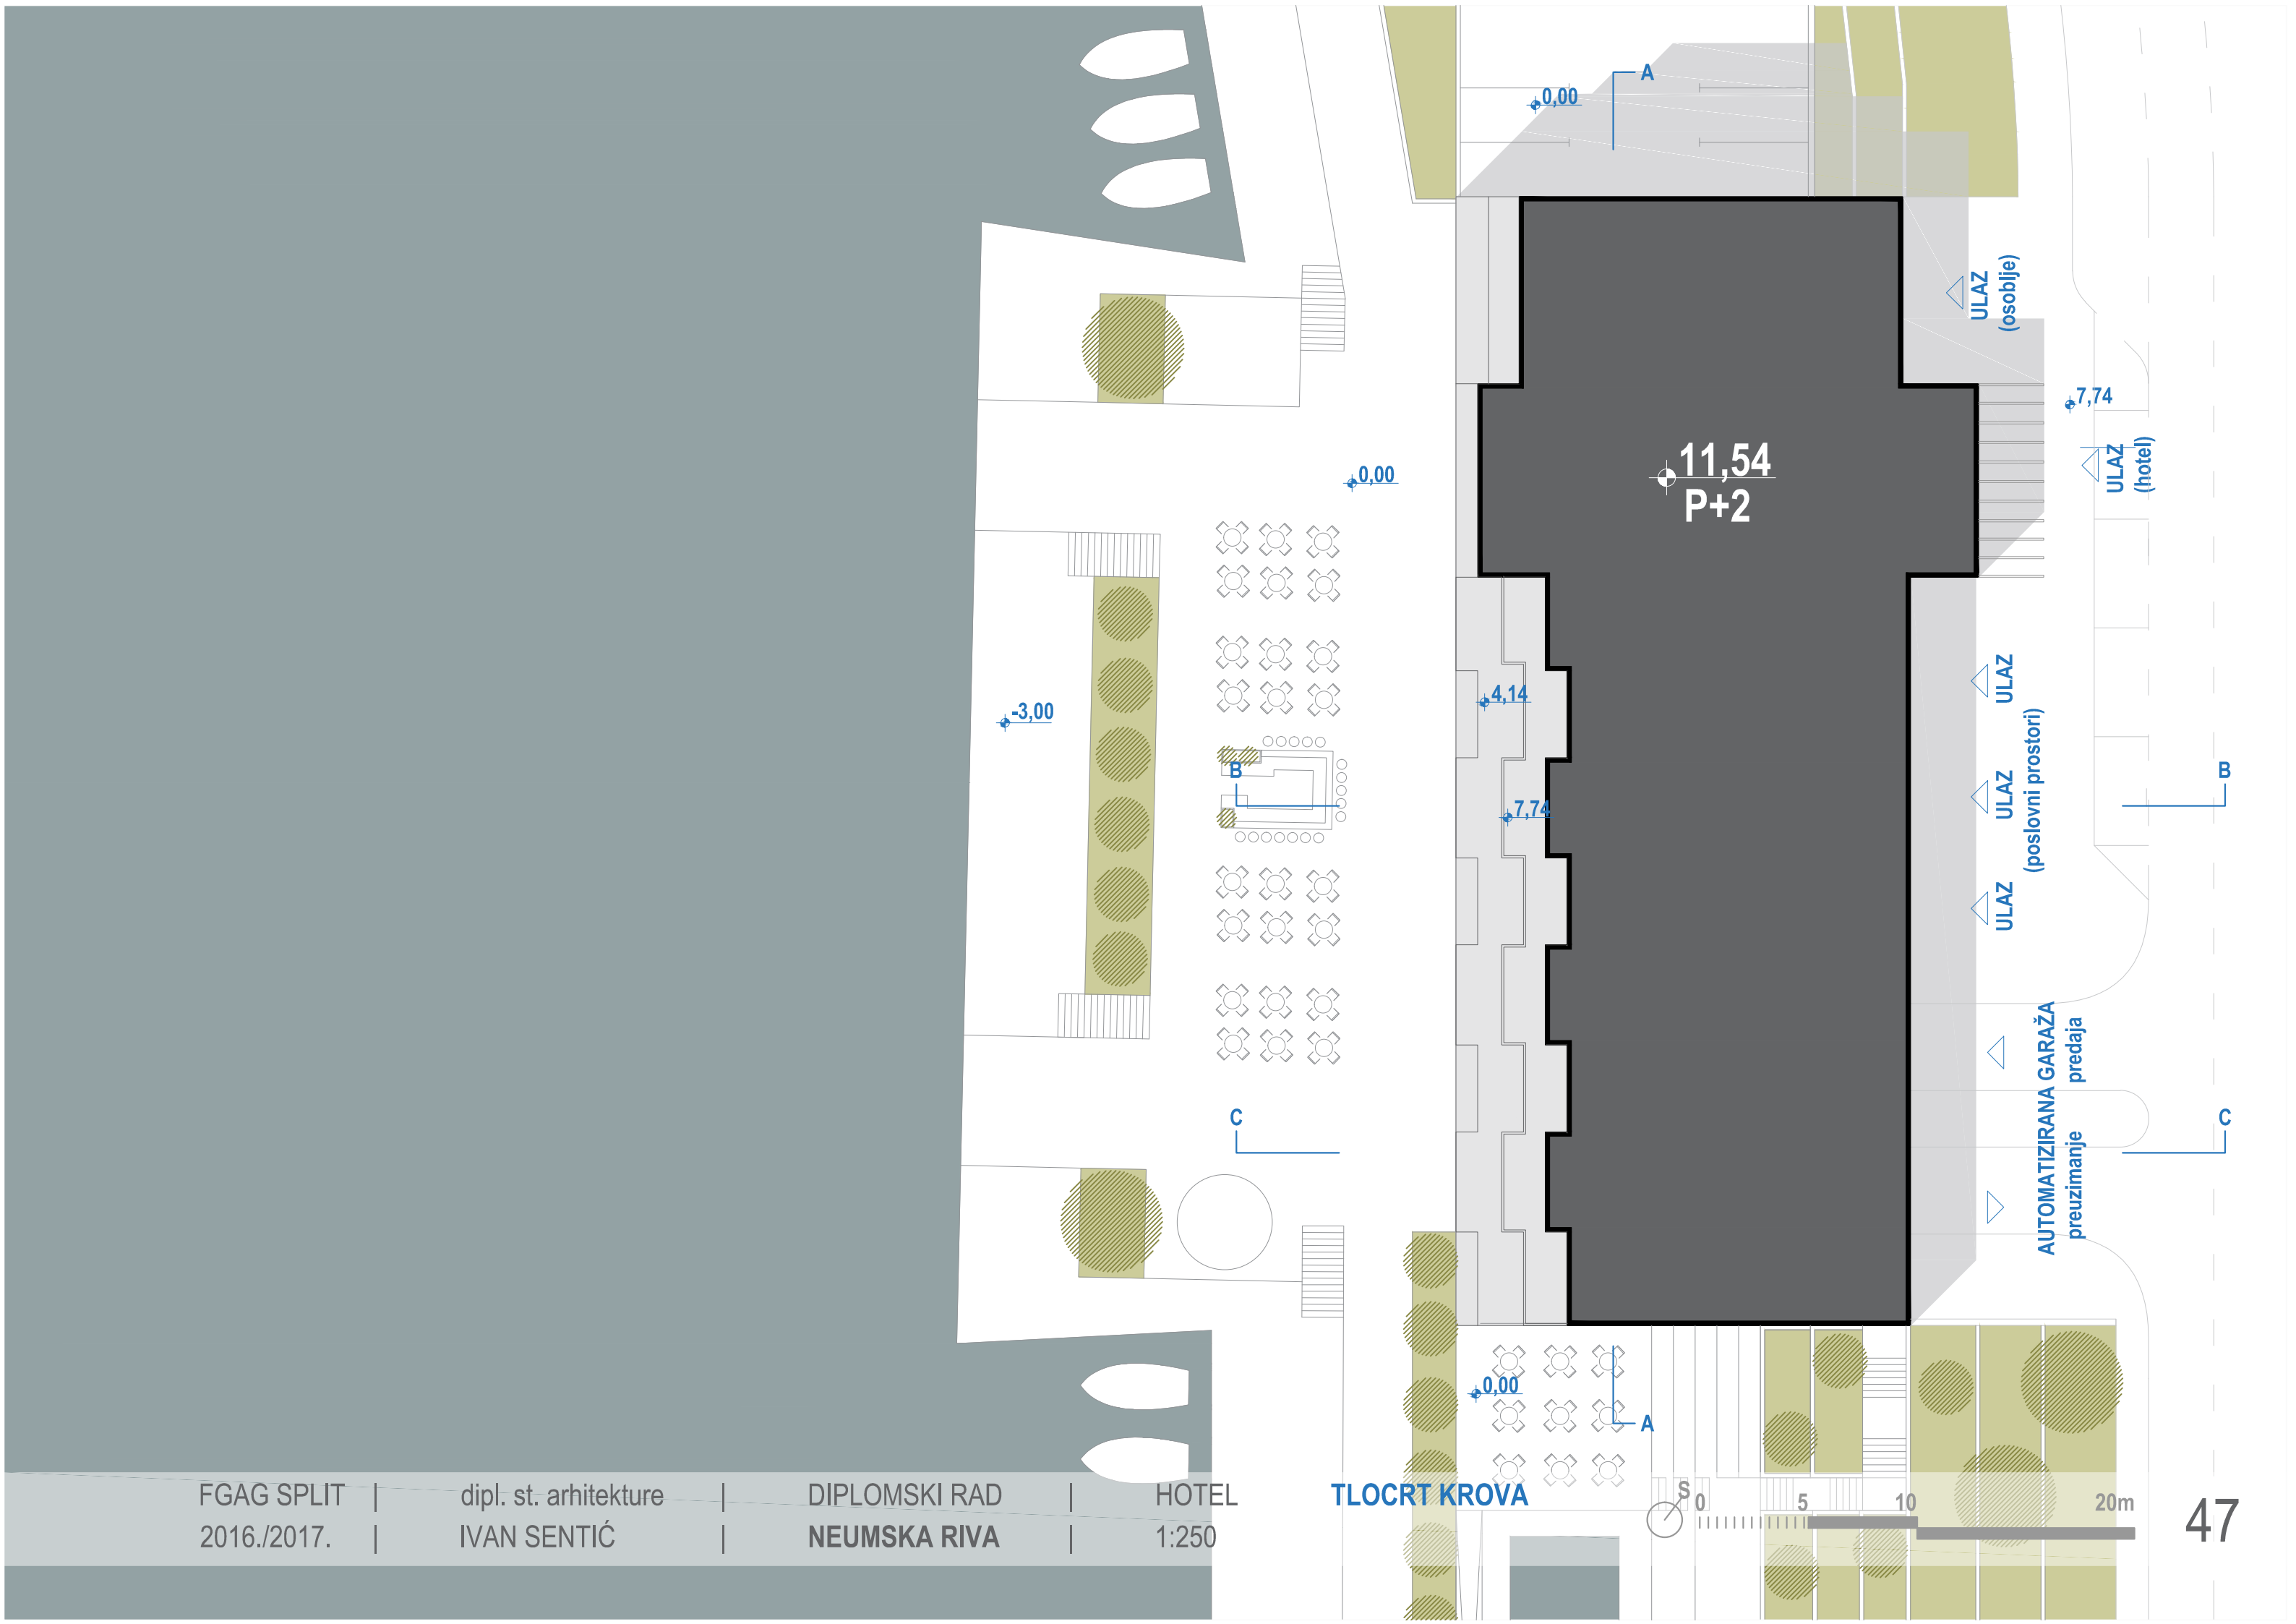 A
0,00
ULAZ
(osoblje)
7,74
ULAZ
(hotel)
11,54
P+2
0,00
ULAZ
4,14
-3,00
(poslovni prostori)
B
ULAZ
B
7,74
ULAZ
AUTOMATIZIRANA GARAŽA
predaja
preuzimanje
C
C
0,00
A
FGAG SPLIT | dipl. st. arhitekture | DIPLOMSKI RAD | HOTEL TLOCRT KROVA
2016./2017. | IVAN SENTIĆ | NEUMSKA RIVA | 1:250
S
0 5 10 20m
47